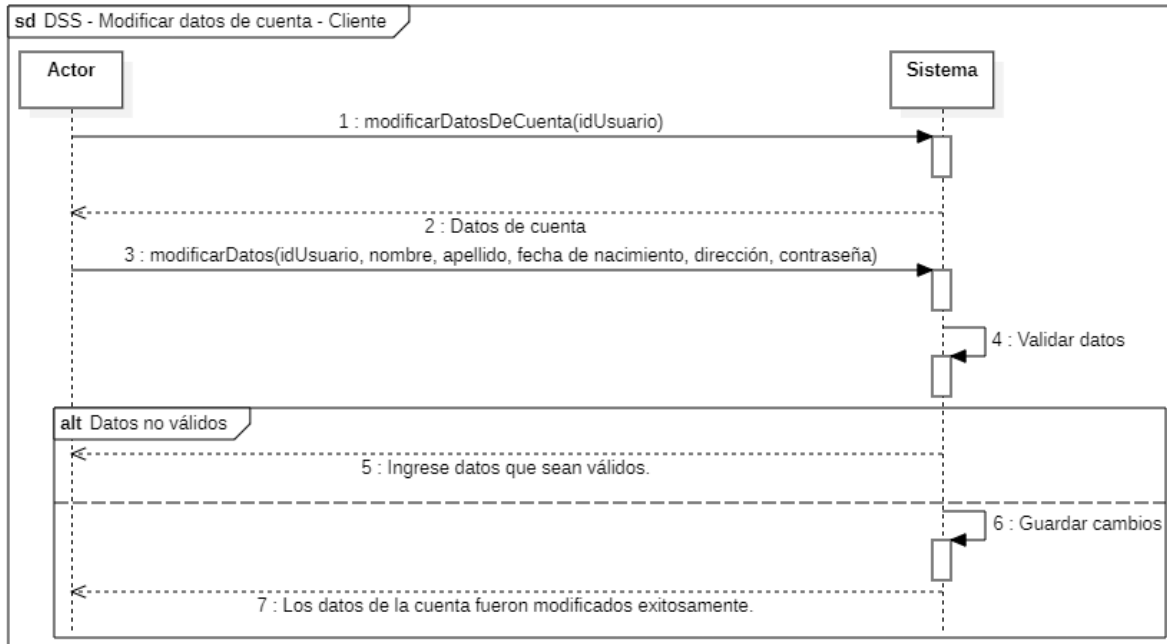 sd DSS - Modificar datos de cuenta - Cliente
Actor
Sistema
1 : modificarDatosDeCuenta(idUsuario)
2 : Datos de cuenta
3 : modificarDatos(idUsuario, nombre, apellido, fecha de nacimiento, dirección, contraseña)
4 : Validar datos
alt Datos no válidos
5 : Ingrese datos que sean válidos.
6 : Guardar cambios
7 : Los datos de la cuenta fueron modificados exitosamente.